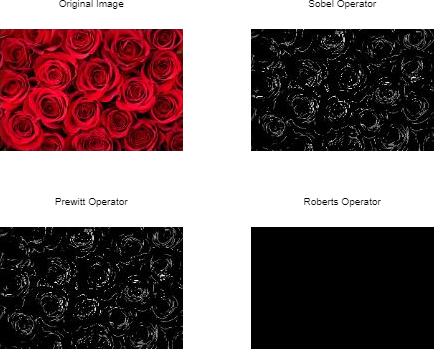 Original Image
Sobel Operator
Prewitt Operator
Roberts Operator